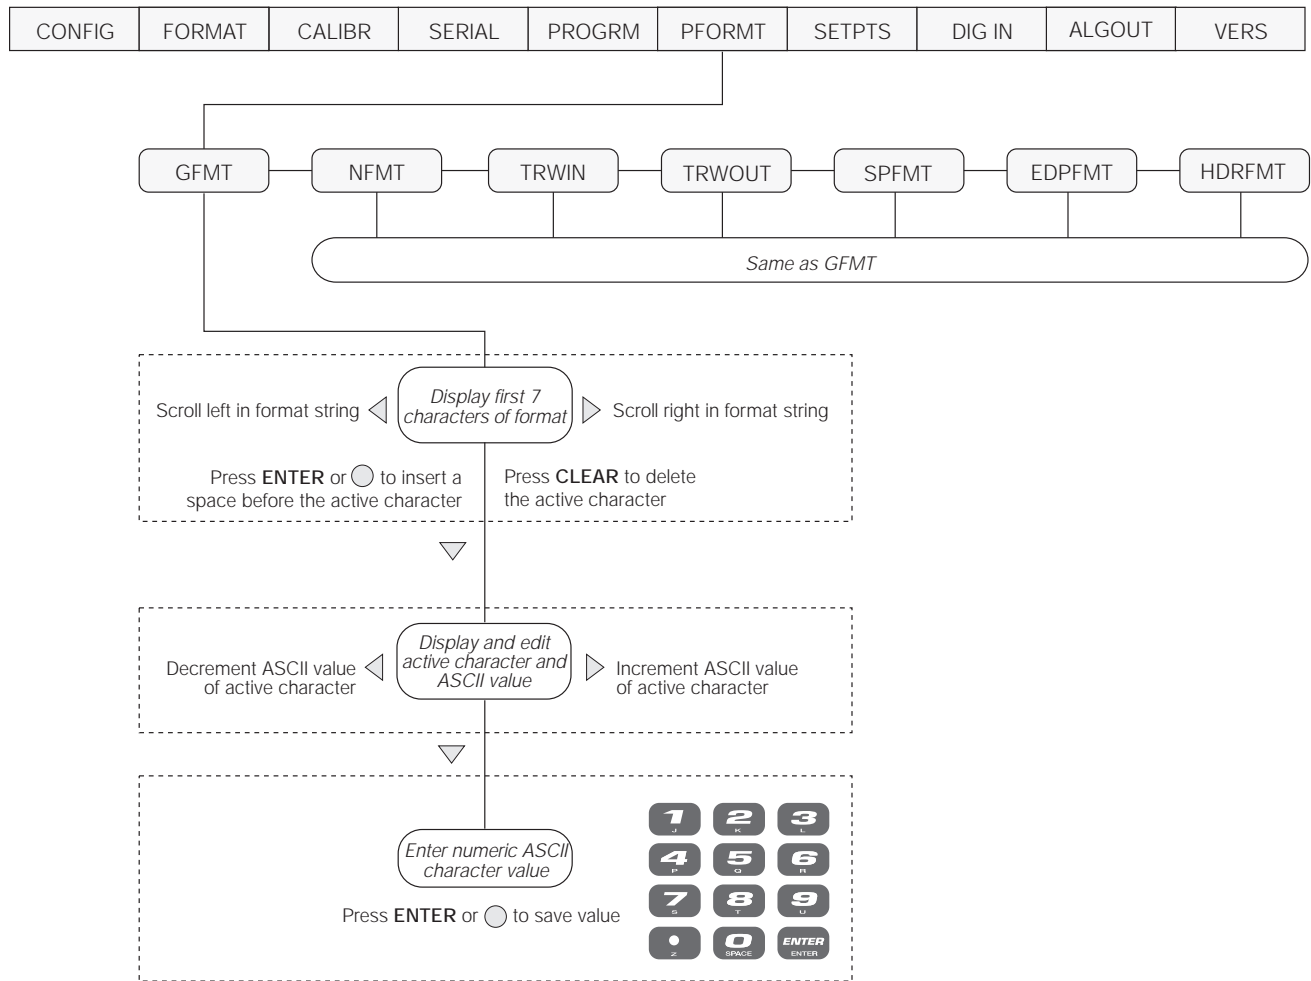 CONFIG FORMAT CALIBR SERIAL PROGRM PFORMT SETPTS DIG IN ALGOUT VERS
GFMT NFMT TRWIN TRWOUT SPFMT EDPFMT HDRFMT
Same as GFMT
Display first 7
characters of format
Scroll left in format string
Scroll right in format string
Press ENTER or to insert a
space before the active character
Press CLEAR to delete
the active character
Display and edit
active character and
ASCII value
Decrement ASCII value
of active character
Increment ASCII value
of active character
Enter numeric ASCII
character value
Press ENTER or to save value
1 2 3
J K L
4 5 6
P Q R
7 8 9
S T U
• 0 ENTER
Z SPACE ENTER